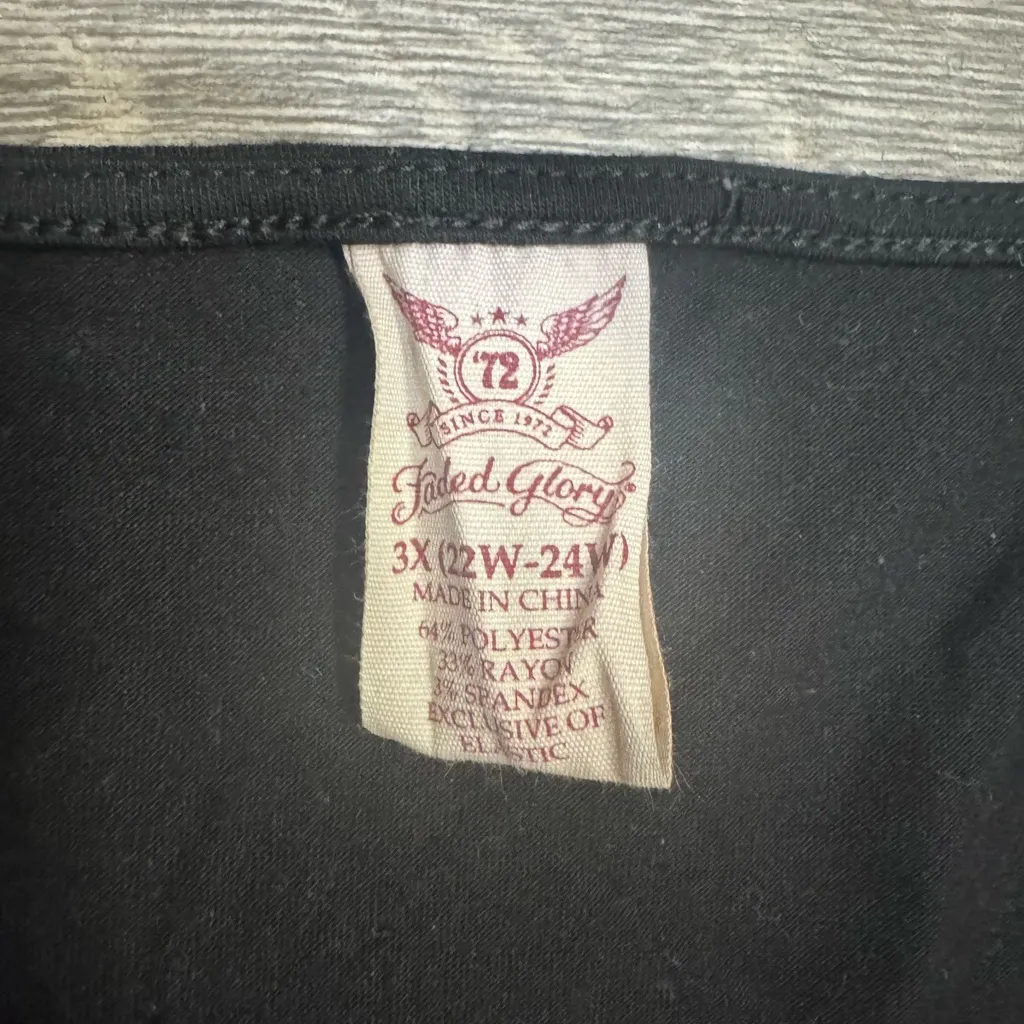 '72
SINCE 1972
Faded Glory®
3X (22W-24W)
MADE IN CHINA
64% POLYESTER
33% RAYON
3% SPANDEX
EXCLUSIVE OF
ELASTIC